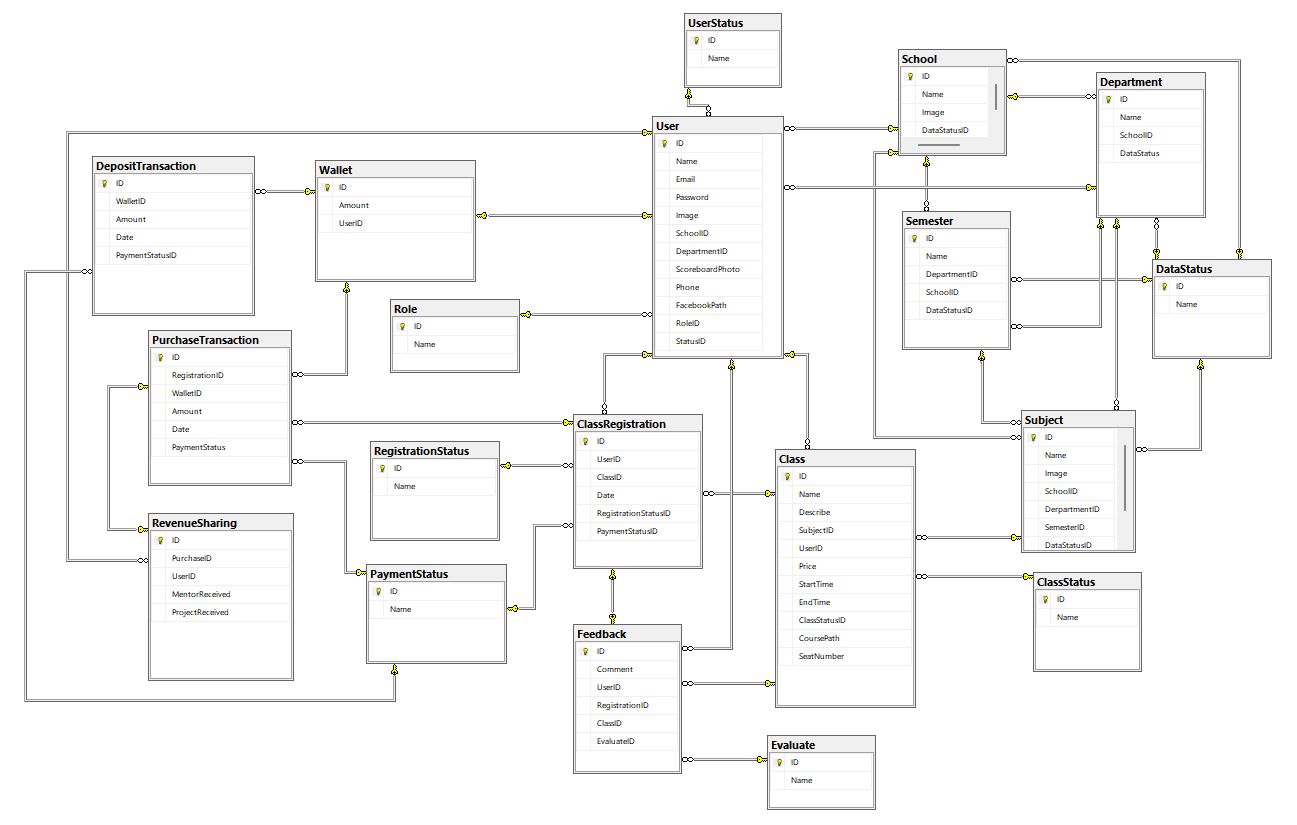 UserStatus
ID
Name
School
ID
Name
Image
DataStatusID
Department
ID
Name
SchoolID
DataStatus
User
ID
Name
Email
Password
Image
SchoolID
DepartmentID
ScoreboardPhoto
Phone
FacebookPath
RoleID
StatusID
DepositTransaction
ID
WalletID
Amount
Date
PaymentStatusID
Wallet
ID
Amount
UserID
Semester
ID
Name
DepartmentID
SchoolID
DataStatusID
DataStatus
ID
Name
Role
ID
Name
PurchaseTransaction
ID
RegistrationID
WalletID
Amount
Date
PaymentStatus
ClassRegistration
ID
UserID
ClassID
Date
RegistrationStatusID
PaymentStatusID
Subject
ID
Name
Image
SchoolID
DerpartmentID
SemesterID
DataStatusID
RegistrationStatus
ID
Name
Class
ID
Name
Describe
SubjectID
UserID
Price
StartTime
EndTime
ClassStatusID
CoursePath
SeatNumber
RevenueSharing
ID
PurchaseID
UserID
MentorReceived
ProjectReceived
PaymentStatus
ID
Name
ClassStatus
ID
Name
Feedback
ID
Comment
UserID
RegistrationID
ClassID
EvaluateID
Evaluate
ID
Name